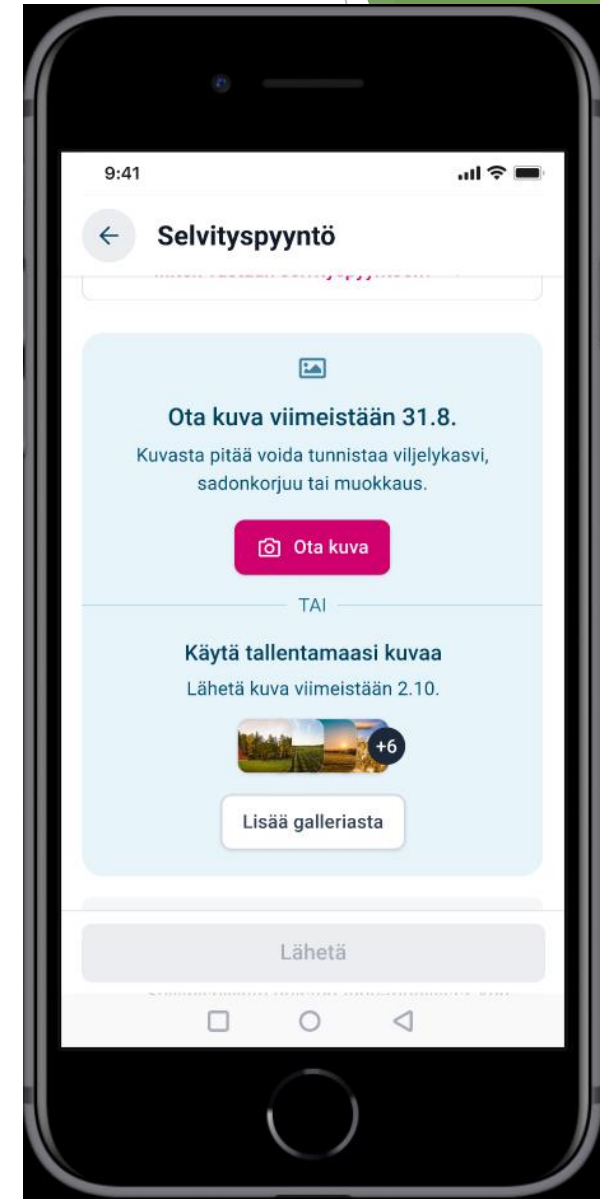 9:41
Selvityspyyntö
Ota kuva viimeistään 31.8.
Kuvasta pitää voida tunnistaa viljelykasvi,
sadonkorjuu tai muokkaus.
Ota kuva
TAI
Käytä tallentamaasi kuvaa
Lähetä kuva viimeistään 2.10.
+6
Lisää galleriasta
Lähetä